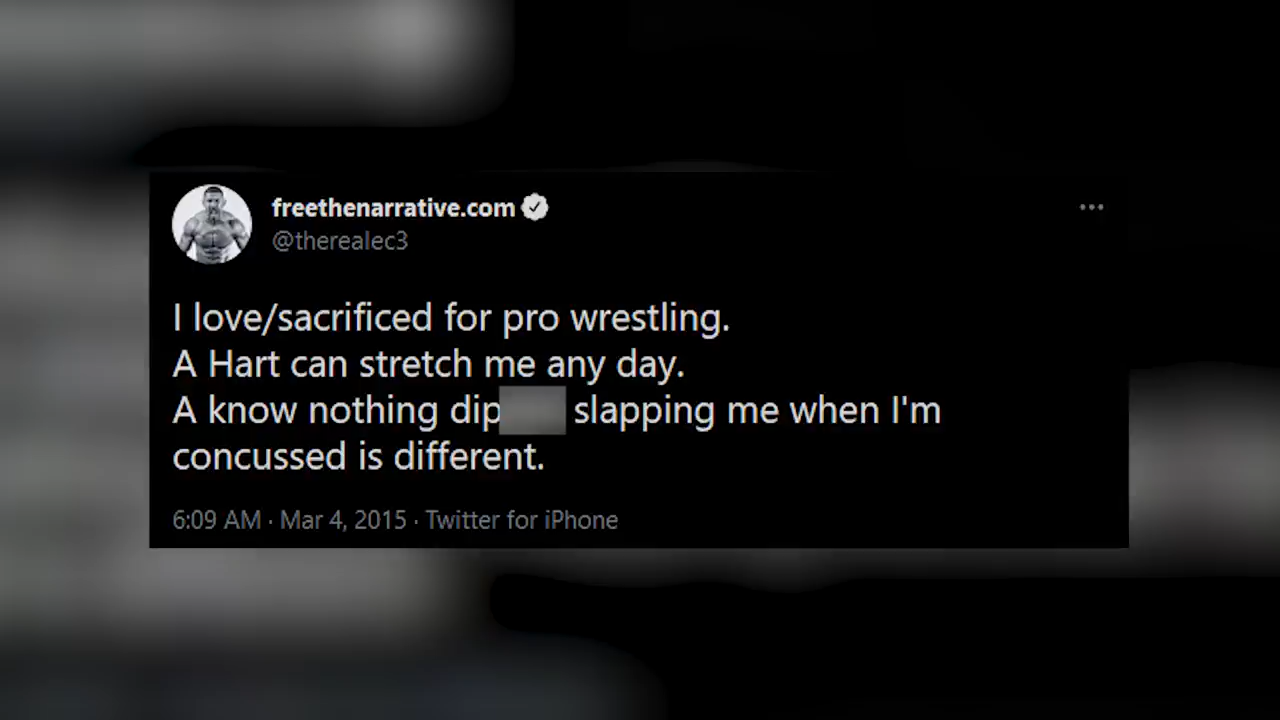 freethenarrative.com
@therealec3
I love/sacrificed for pro wrestling.
A Hart can stretch me any day.
A know nothing dip slapping me when I'm
concussed is different.
6:09 AM · Mar 4, 2015 · Twitter for iPhone